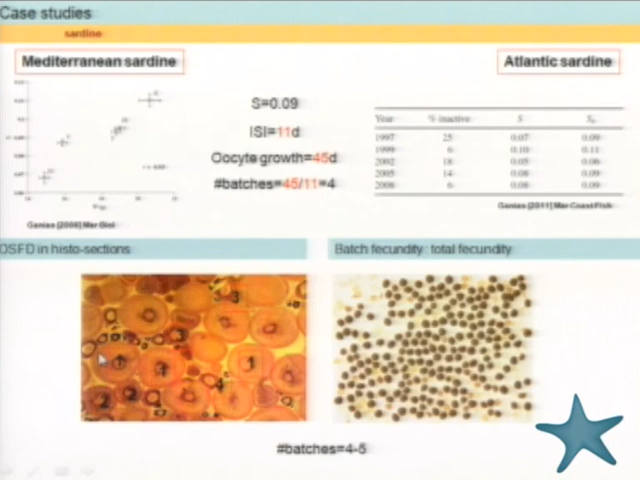 Case studies
sardine
Mediterranean sardine
Atlantic sardine
S=0.09
ISI=11d
Oocyte growth=45d
#batches=45/11=4
Year % inactive S
1997 25 0.07 0.09
1999 6 0.10 0.11
2002 18 0.05 0.06
2005 14 0.08 0.09
2008 6 0.08 0.09
Ganias [2011] Mar Coast Fish
OSFD in histo-sections
Batch fecundity: total fecundity
#batches=4-5